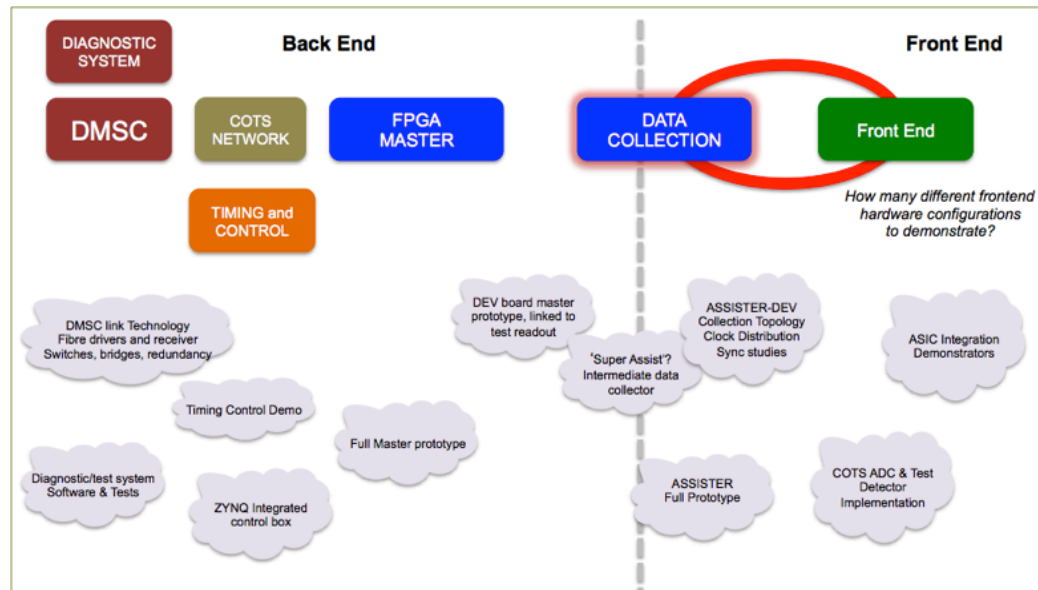 DIAGNOSTIC
SYSTEM
Back End
Front End
DMSC
COTS
NETWORK
FPGA
MASTER
DATA
COLLECTION
Front End
TIMING and
CONTROL
How many different frontend
hardware configurations
to demonstrate?
DMSC link Technology
Fibre drivers and receiver
Switches, bridges, redundancy
DEV board master
prototype, linked to
test readout
'Super Assist'?
Intermediate data
collector
ASSISTER-DEV
Collection Topology
Clock Distribution
Sync studies
ASIC Integration
Demonstrators
Timing Control Demo
Full Master prototype
Diagnostic/test system
Software & Tests
ZYNQ Integrated
control box
ASSISTER
Full Prototype
COTS ADC & Test
Detector
Implementation